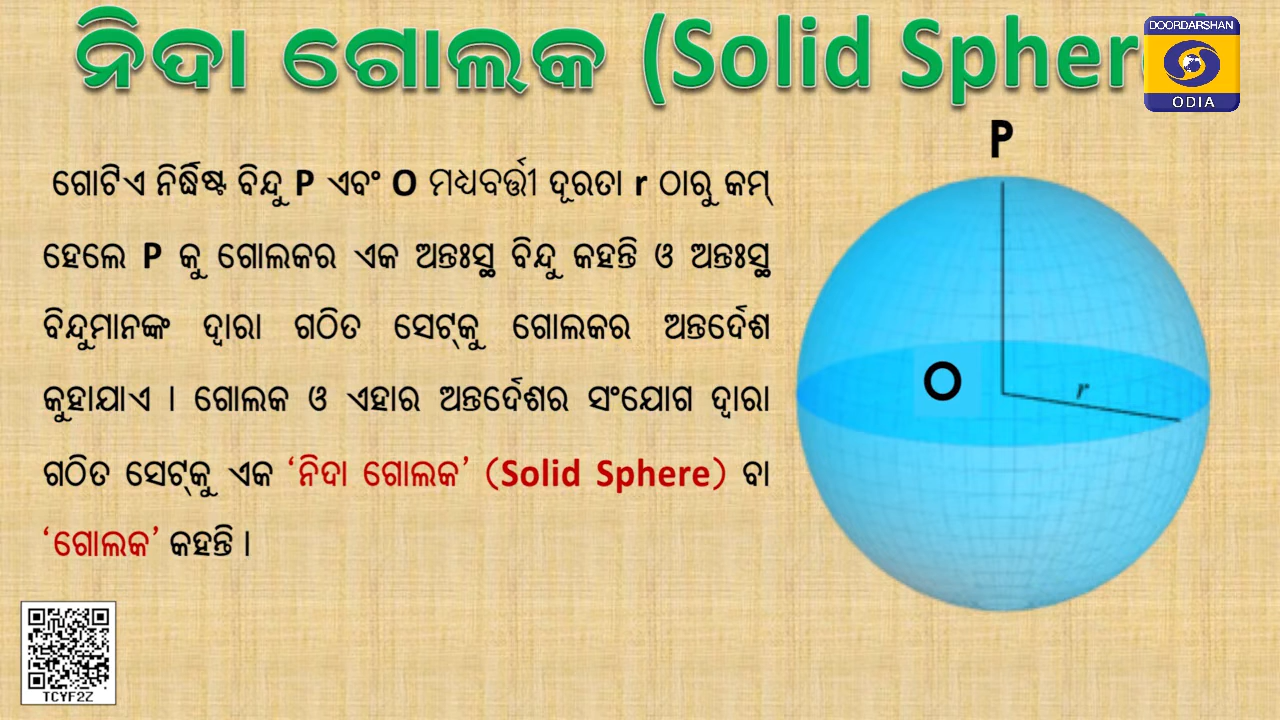 ନିଦା ଗୋଲକ (Solid Spher
DOORDARSHAN
ODIA
P
ଗୋଟିଏ ନିର୍ଦ୍ଧିଷ୍ଟ ବିନ୍ଦୁ P ଏବଂ O ମଧ୍ୟବର୍ତ୍ତୀ ଦୂରତା r ଠାରୁ କମ୍
ହେଲେ P କୁ ଗୋଲକର ଏକ ଅନ୍ତଃସ୍ଥ ବିନ୍ଦୁ କହନ୍ତି ଓ ଅନ୍ତଃସ୍ଥ
ବିନ୍ଦୁମାନଙ୍କ ଦ୍ୱାରା ଗଠିତ ସେଟ୍‌କୁ ଗୋଲକର ଅନ୍ତର୍ଦେଶ
କୁହାଯାଏ । ଗୋଲକ ଓ ଏହାର ଅନ୍ତର୍ଦେଶର ସଂଯୋଗ ଦ୍ୱାରା
ଗଠିତ ସେଟ୍‌କୁ ଏକ ‘ନିଦା ଗୋଲକ’ (Solid Sphere) ବା
‘ଗୋଲକ’ କହନ୍ତି ।
O
r
TCYF2Z